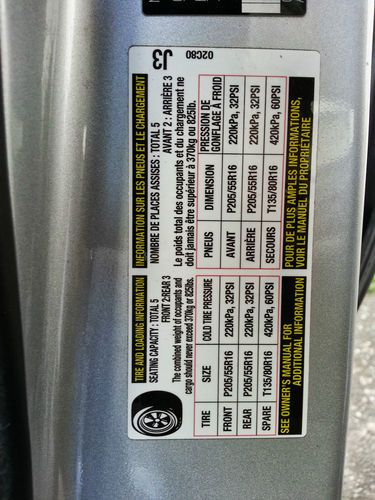 TIRE AND LOADING INFORMATION
SEATING CAPACITY : TOTAL 5
FRONT 2:REAR 3
The combined weight of occupants and
cargo should never exceed 370kg or 825lbs.
TIRE SIZE COLD TIRE PRESSURE
FRONT P205/55R16 220kPa, 32PSI
REAR P205/55R16 220kPa, 32PSI
SPARE T135/80R16 420kPa, 60PSI
SEE OWNER'S MANUAL FOR
ADDITIONAL INFORMATION
INFORMATION SUR LES PNEUS ET LE CHARGEMENT
NOMBRE DE PLACES ASSISES : TOTAL 5
AVANT 2 : ARRIÈRE 3
Le poids total des occupants et du chargement ne
doit jamais être supérieur à 370kg ou 825lb.
PNEUS DIMENSION PRESSION DE
GONFLAGE À FROID
AVANT P205/55R16 220kPa, 32PSI
ARRIÈRE P205/55R16 220kPa, 32PSI
SECOURS T135/80R16 420kPa, 60PSI
POUR DE PLUS AMPLES INFORMATIONS,
VOIR LE MANUEL DU PROPRIÉTAIRE
J3
02C80